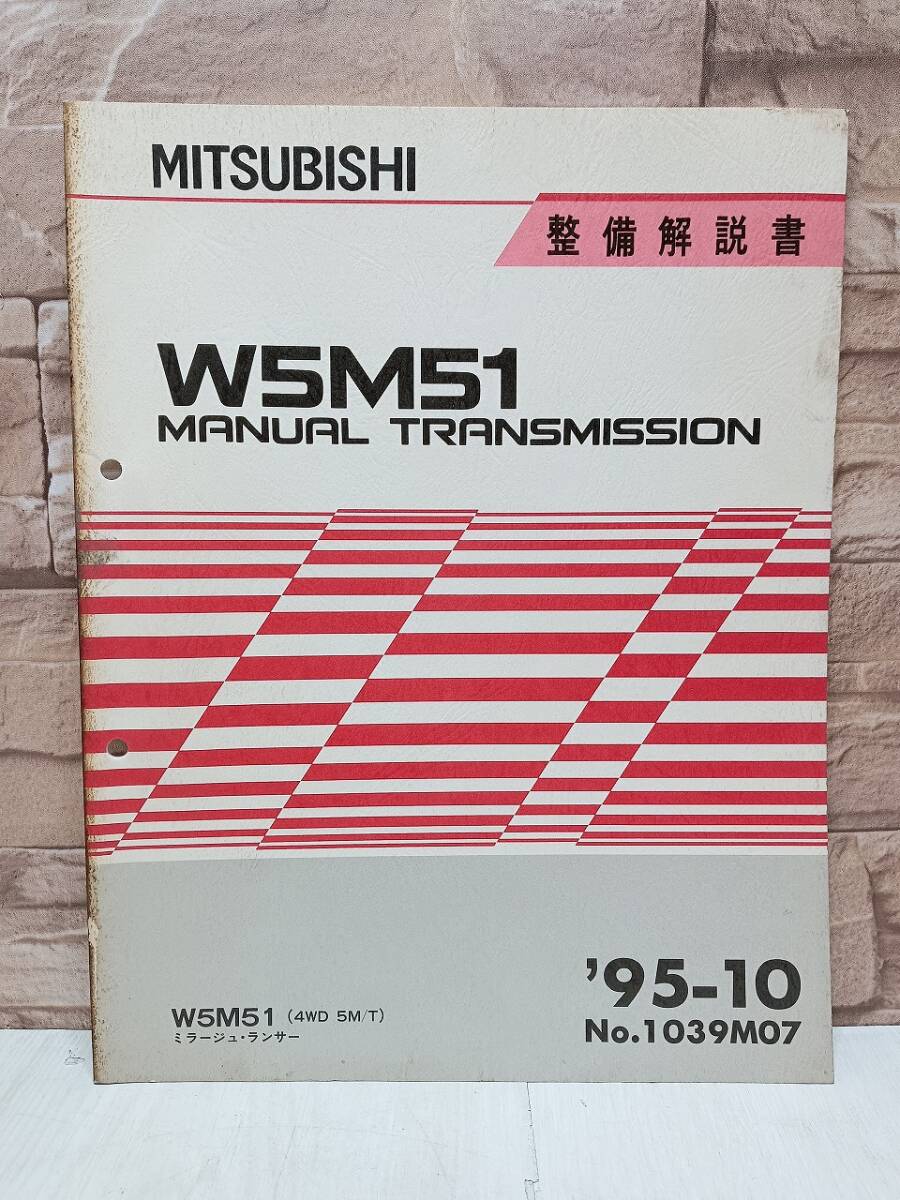 MITSUBISHI
整備解説書
W5M51
MANUAL TRANSMISSION
'95-10
W5M51 (4WD 5M/T)
ミラージュ・ランサー
No.1039M07